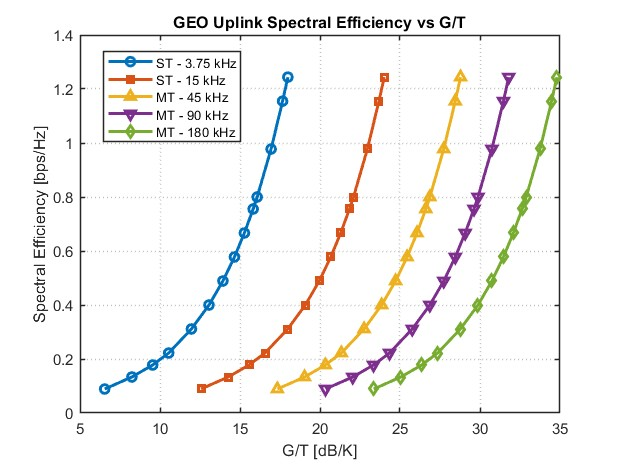 GEO Uplink Spectral Efficiency vs G/T
1.4
1.2
1
0.8
0.6
0.4
0.2
0
Spectral Efficiency [bps/Hz]
ST - 3.75 kHz
ST - 15 kHz
MT - 45 kHz
MT - 90 kHz
MT - 180 kHz
5 10 15 20 25 30 35
G/T [dB/K]